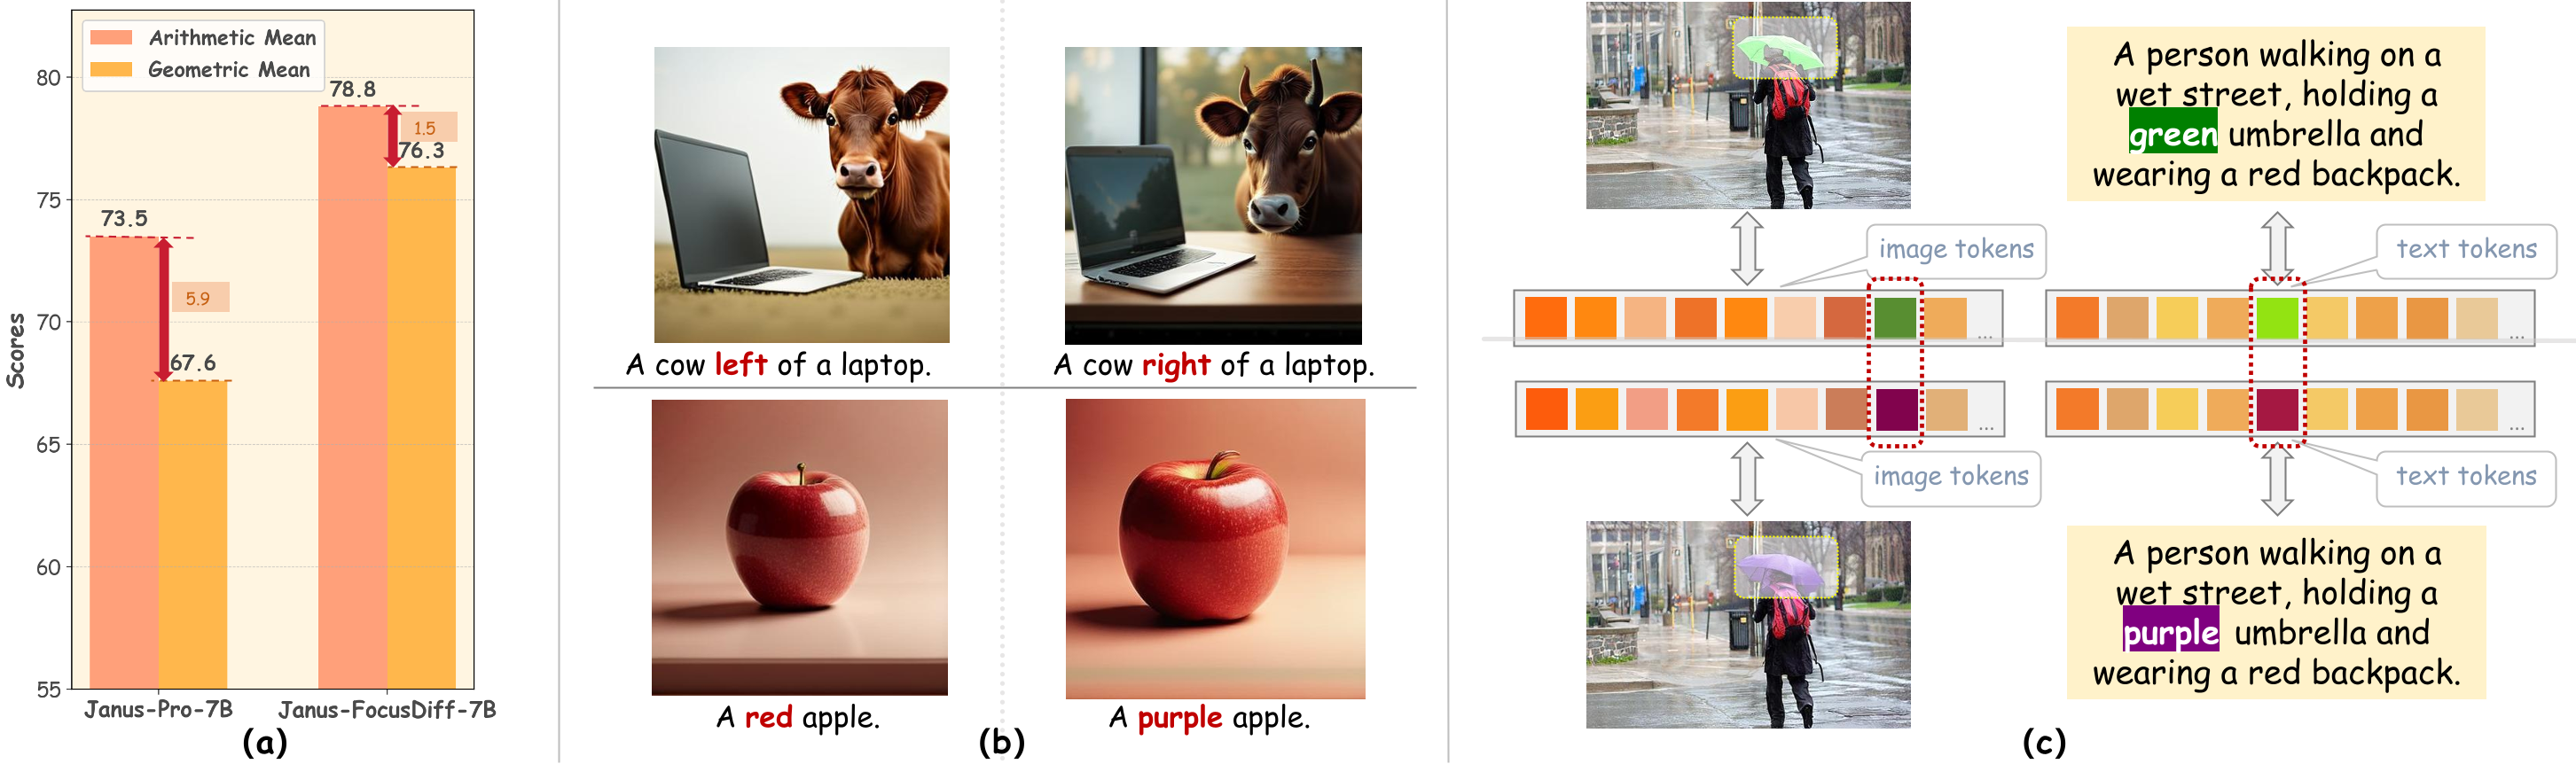 Arithmetic Mean
Geometric Mean
80
75
70
65
60
55
Scores
73.5
5.9
67.6
78.8
1.5
76.3
Janus-Pro-7B
Janus-FocusDiff-7B
(a)
A cow left of a laptop.
A cow right of a laptop.
A red apple.
A purple apple.
(b)
A person walking on a
wet street, holding a
green umbrella and
wearing a red backpack.
image tokens
text tokens
...
...
...
...
image tokens
text tokens
A person walking on a
wet street, holding a
purple umbrella and
wearing a red backpack.
(c)